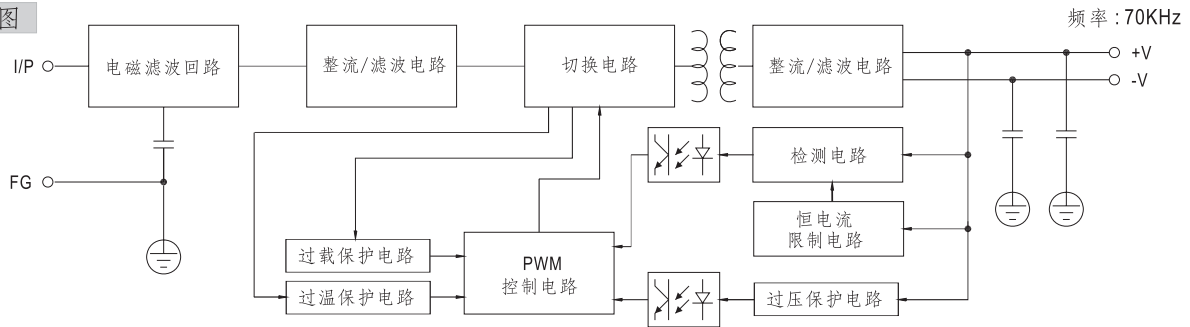 图
频率 : 70KHz
I/P
电磁滤波回路
整流/滤波电路
切换电路
整流/滤波电路
+V
-V
FG
检测电路
恒电流
限制电路
过载保护电路
过温保护电路
PWM
控制电路
过压保护电路